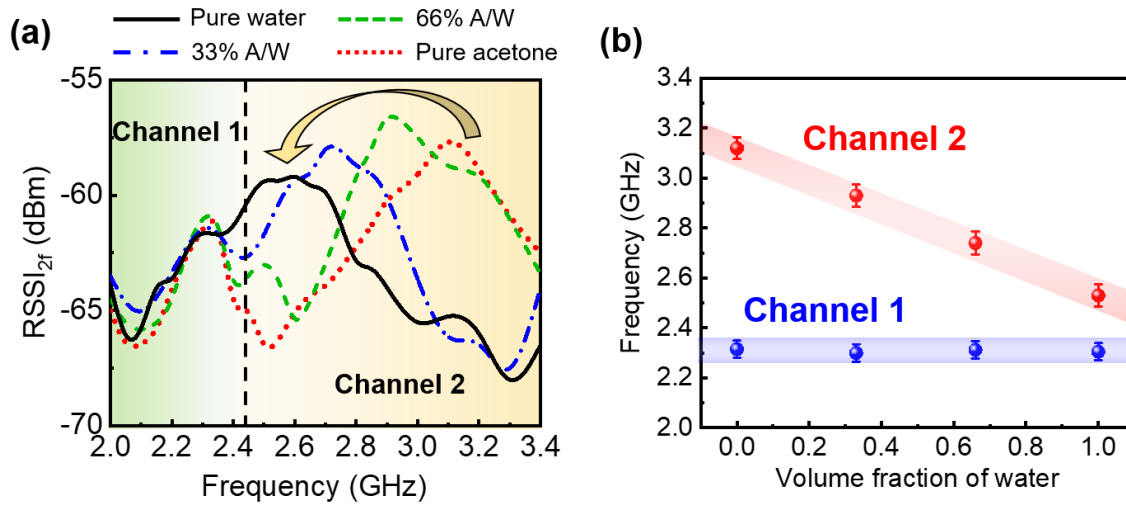 (a)
Pure water
66% A/W
33% A/W
Pure acetone
-55
-60
-65
-70
RSSI2f (dBm)
Channel 1
Channel 2
2.0 2.2 2.4 2.6 2.8 3.0 3.2 3.4
Frequency (GHz)
(b)
3.4
3.2
3.0
2.8
2.6
2.4
2.2
2.0
Frequency (GHz)
Channel 2
Channel 1
0.0 0.2 0.4 0.6 0.8 1.0
Volume fraction of water